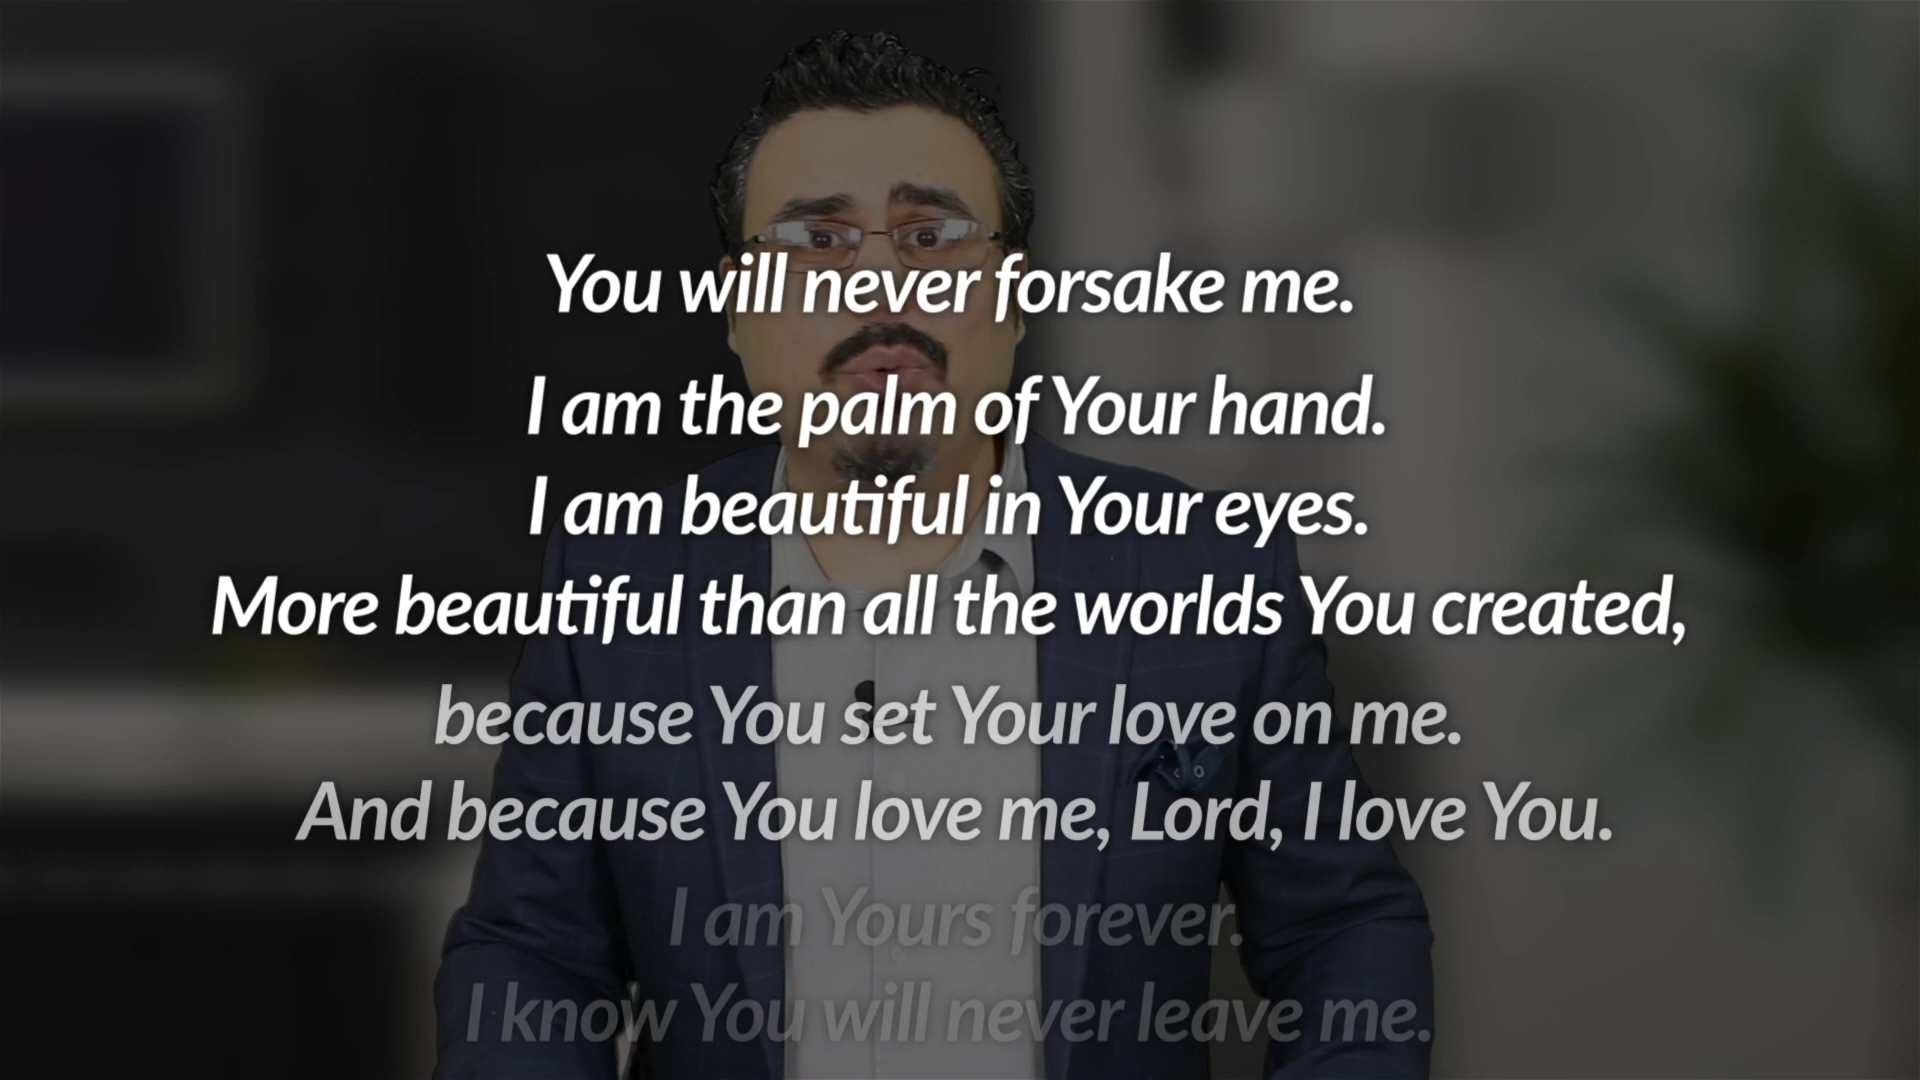 You will never forsake me.
I am the palm of Your hand.
I am beautiful in Your eyes.
More beautiful than all the worlds You created,
because You set Your love on me.
And because You love me, Lord, I love You.
I am Yours forever.
I know You will never leave me.